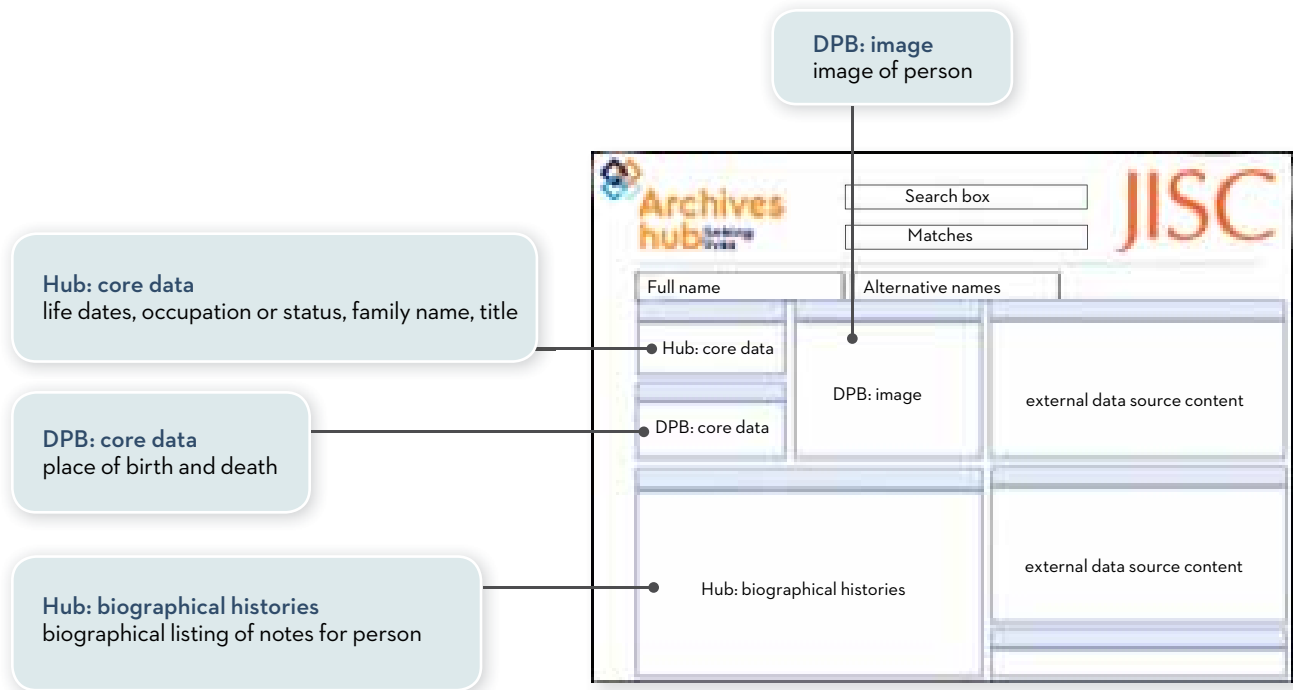 DPB: image
image of person
Archives
hub
JISC
Search box
Matches
Hub: core data
life dates, occupation or status, family name, title
Full name
Alternative names
Hub: core data
DPB: image
external data source content
DPB: core data
place of birth and death
DPB: core data
Hub: biographical histories
biographical listing of notes for person
Hub: biographical histories
external data source content